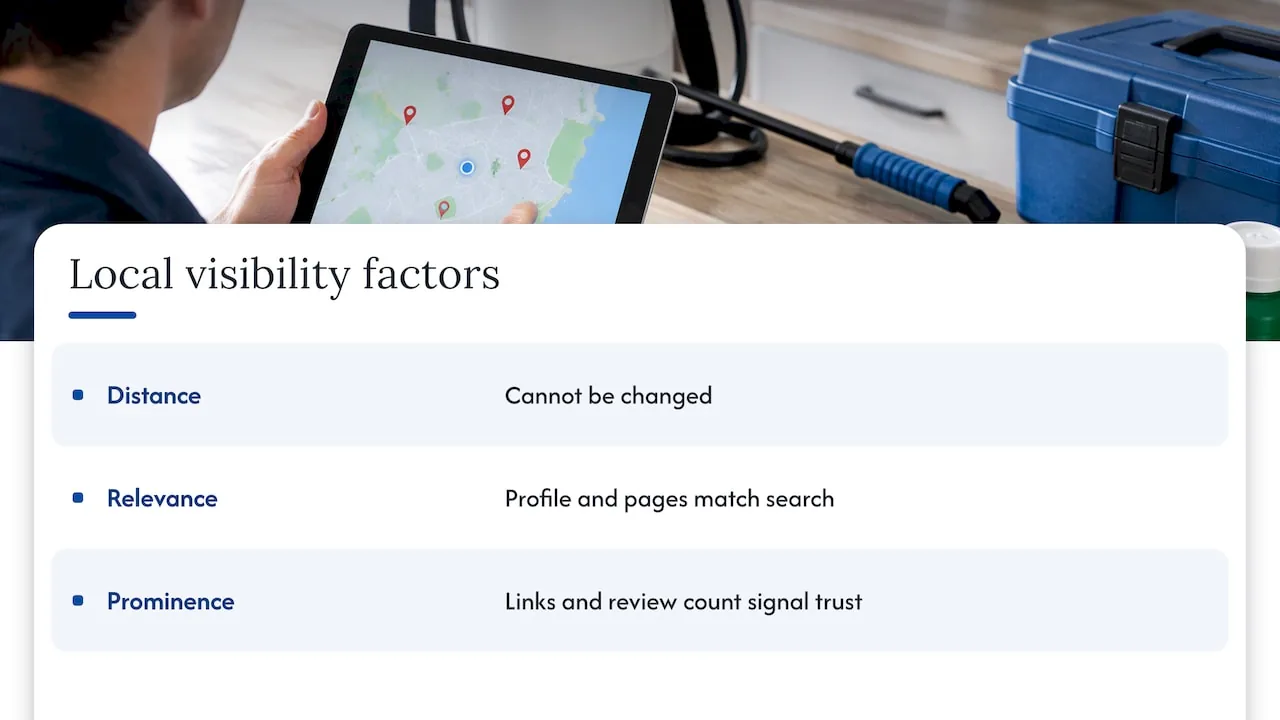 Local visibility factors
Distance
Cannot be changed
Relevance
Profile and pages match search
Prominence
Links and review count signal trust